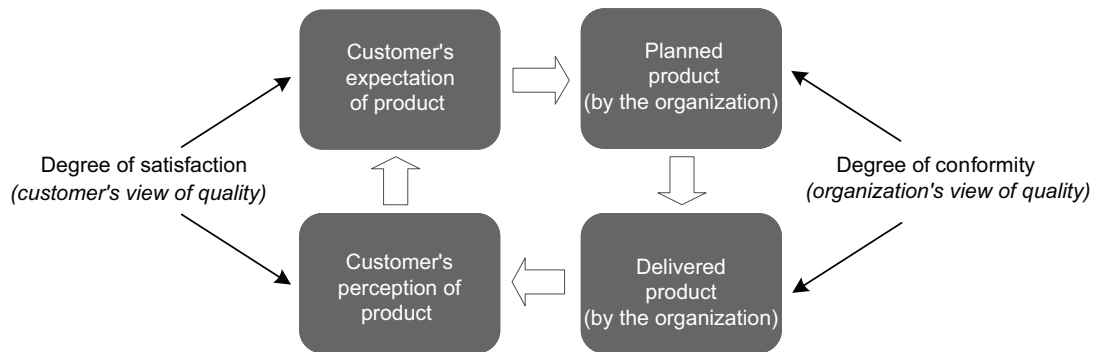 Customer's
expectation
of product
Planned
product
(by the organization)
Degree of satisfaction
(customer's view of quality)
Degree of conformity
(organization's view of quality)
Customer's
perception of
product
Delivered
product
(by the organization)